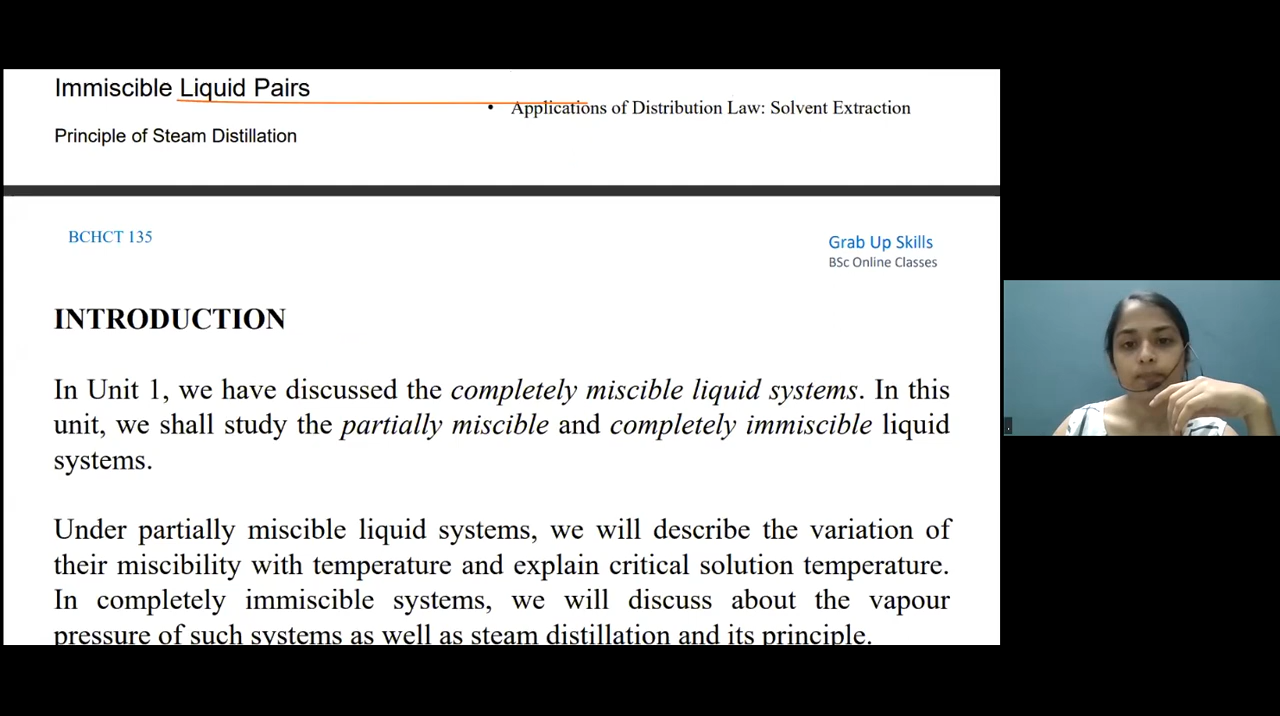 Immiscible Liquid Pairs
• Applications of Distribution Law: Solvent Extraction
Principle of Steam Distillation
BCHCT 135
Grab Up Skills
BSc Online Classes
INTRODUCTION
In Unit 1, we have discussed the completely miscible liquid systems. In this
unit, we shall study the partially miscible and completely immiscible liquid
systems.
Under partially miscible liquid systems, we will describe the variation of
their miscibility with temperature and explain critical solution temperature.
In completely immiscible systems, we will discuss about the vapour
pressure of such systems as well as steam distillation and its principle.